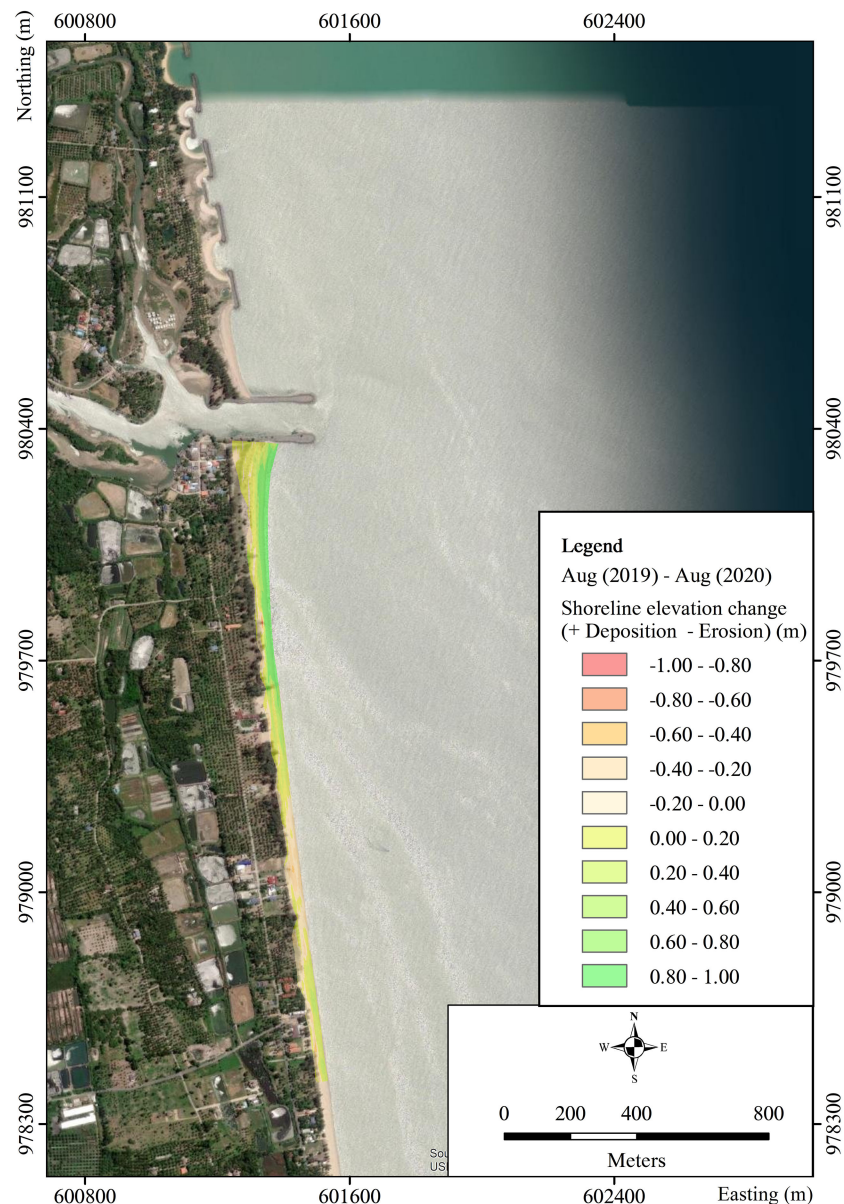 600800 601600 602400
Northing (m)
981100 981100
980400 980400
Legend
Aug (2019) - Aug (2020)
Shoreline elevation change
(+ Deposition - Erosion) (m)
979700 979700
-1.00 - -0.80
-0.80 - -0.60
-0.60 - -0.40
-0.40 - -0.20
-0.20 - 0.00
0.00 - 0.20
0.20 - 0.40
979000 979000
0.40 - 0.60
0.60 - 0.80
0.80 - 1.00
N
W E
S
978300 978300
0 200 400 800
Meters
Sou
US
600800 601600 602400 Easting (m)